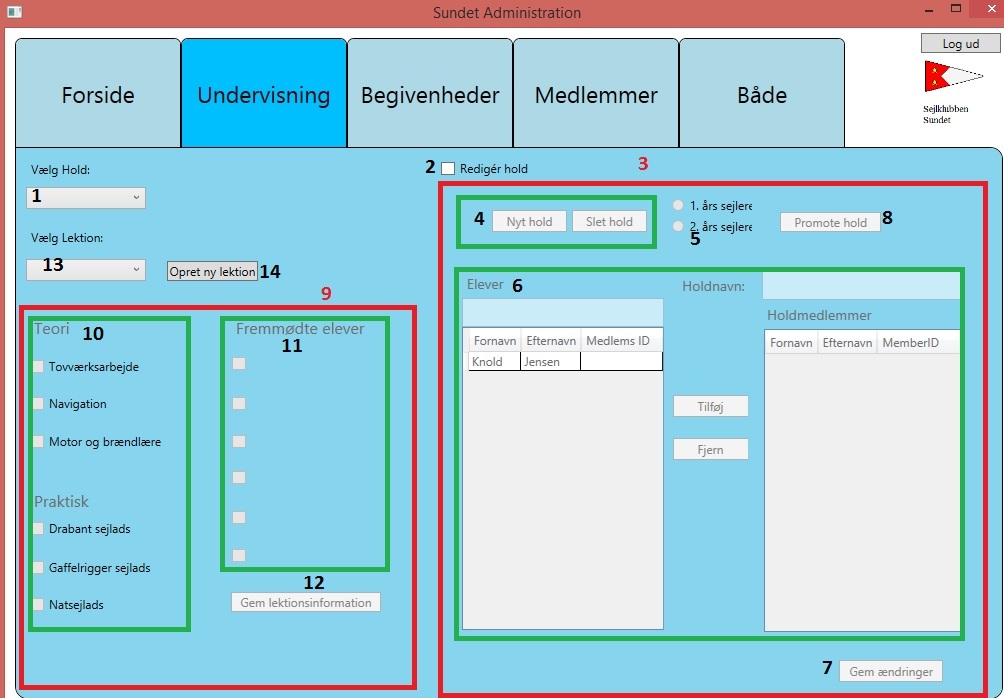 Sundet Administration
Log ud
Forside
Undervisning
Begivenheder
Medlemmer
Både
Sejlklubben
Sundet
Vælg Hold:
1
Vælg Lektion:
13
Opret ny lektion 14
9
Teori 10
Tovværksarbejde
Navigation
Motor og brændlære
Praktisk
Drabant sejlads
Gaffelrigger sejlads
Natsejlads
Fremmødte elever
11
12
Gem lektionsinformation
2 Redigér hold
3
4 Nyt hold Slet hold
1. års sejlere
2. års sejlere
5
Promote hold 8
Elever 6
Fornavn Efternavn Medlems ID
Knold Jensen
Tilføj
Fjern
Holdnavn:
Holdmedlemmer
Fornavn Efternavn MemberID
7 Gem ændringer